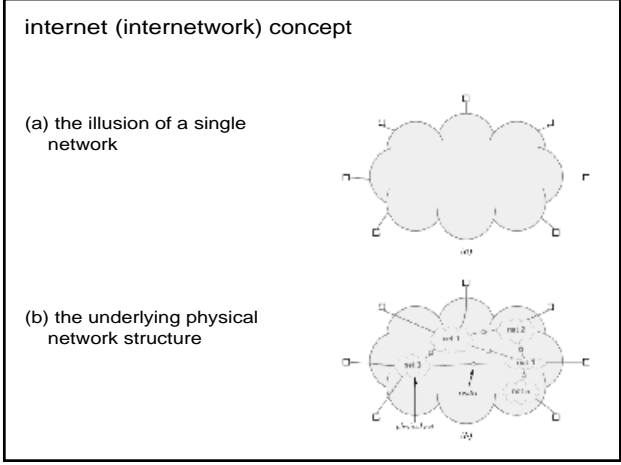 internet (internetwork) concept
(a) the illusion of a single
network
(a)
(b) the underlying physical
network structure
net 1
net 2
net 3
router
(b)